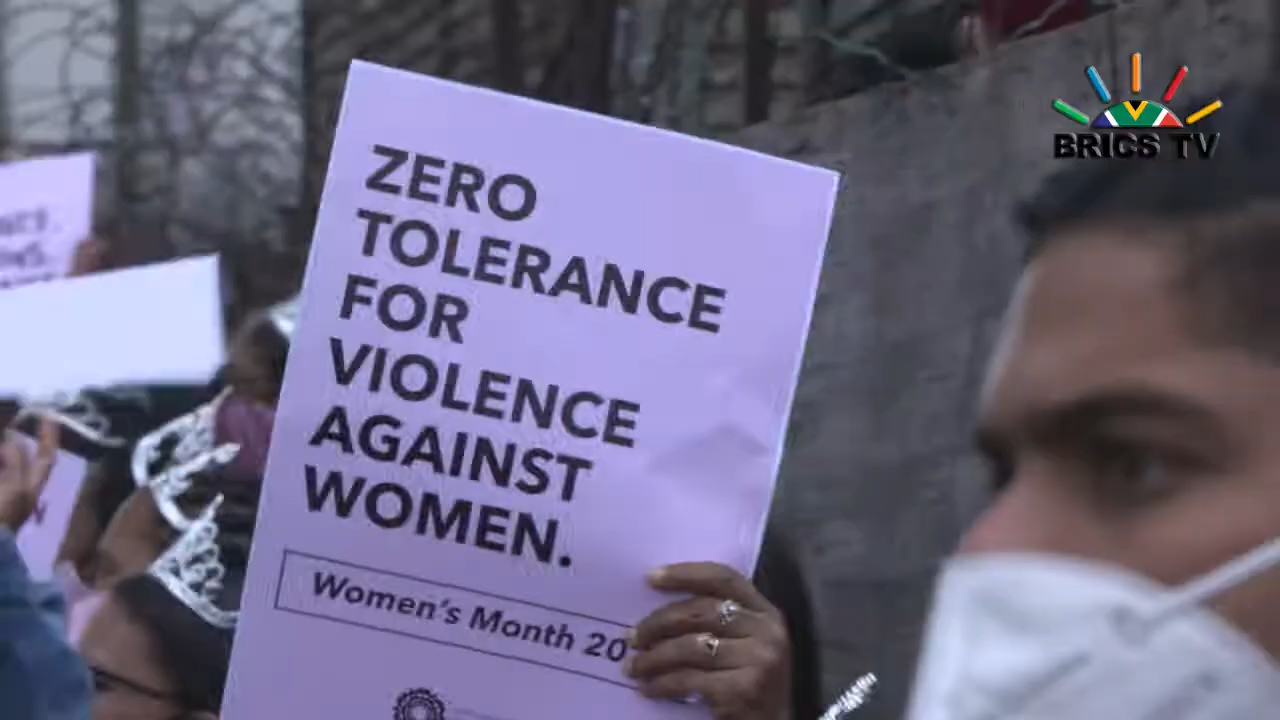 BRICS TV
ZERO
TOLERANCE
FOR
VIOLENCE
AGAINST
WOMEN.
Women's Month 20